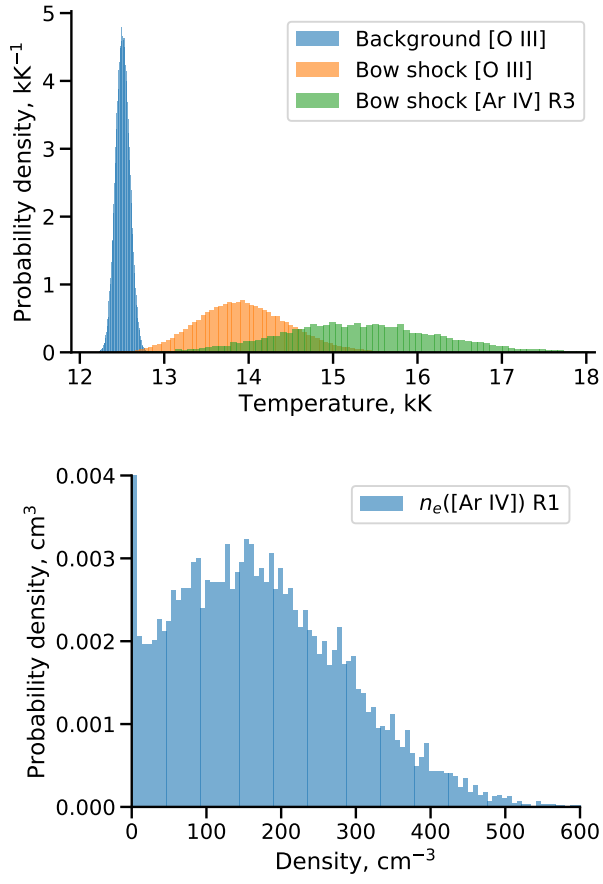 5
4
3
2
1
0
Probability density, kK⁻¹
Background [O III]
Bow shock [O III]
Bow shock [Ar IV] R3
12 13 14 15 16 17 18
Temperature, kK
0.004
0.003
0.002
0.001
0.000
Probability density, cm³
nₑ([Ar IV]) R1
0 100 200 300 400 500 600
Density, cm⁻³